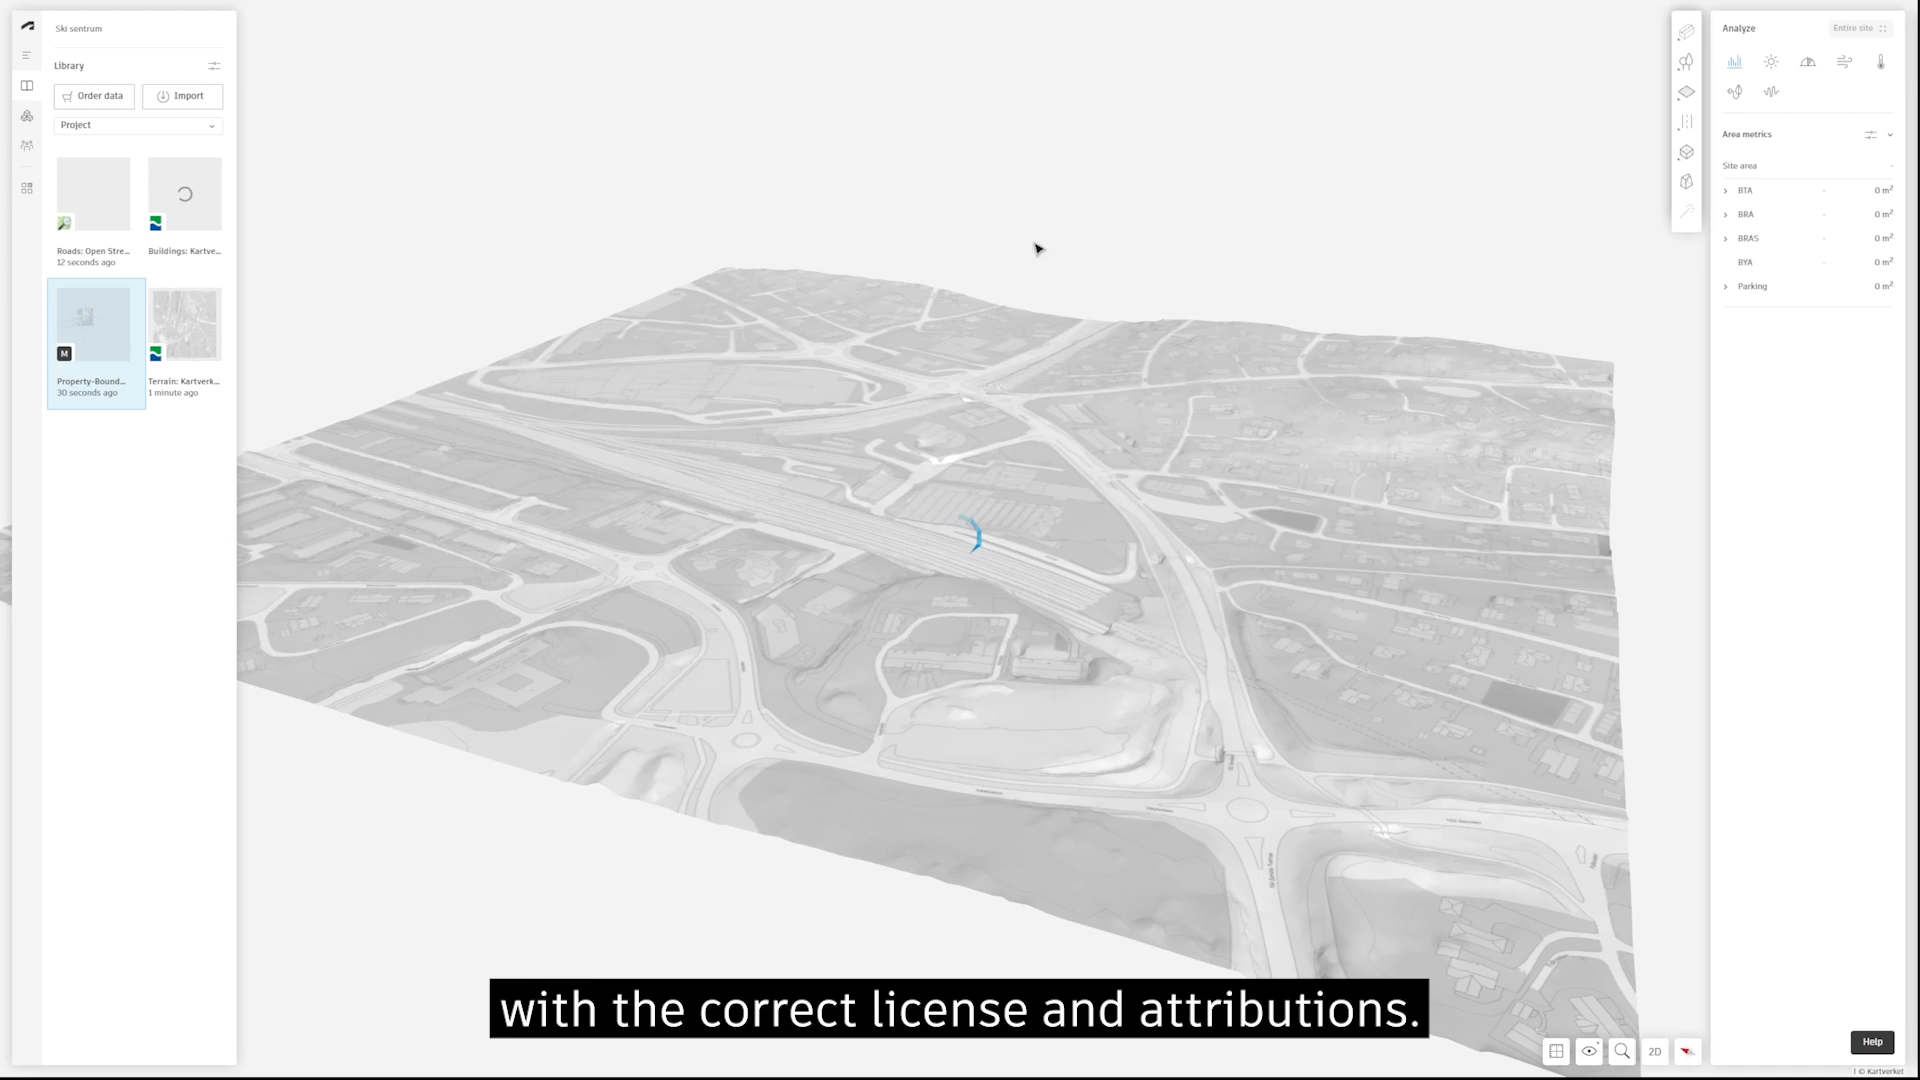 Ski sentrum
Library
Order data
Import
Project
Roads: Open Stre...
12 seconds ago
Buildings: Kartve...
M
Property-Bound...
30 seconds ago
Terrain: Kartverk...
1 minute ago
Analyze
Entire site
Area metrics
Site area -
BTA - 0 m²
BRA - 0 m²
BRAS - 0 m²
BYA - 0 m²
Parking 0 m²
with the correct license and attributions.
2D
Help
| © Kartverket